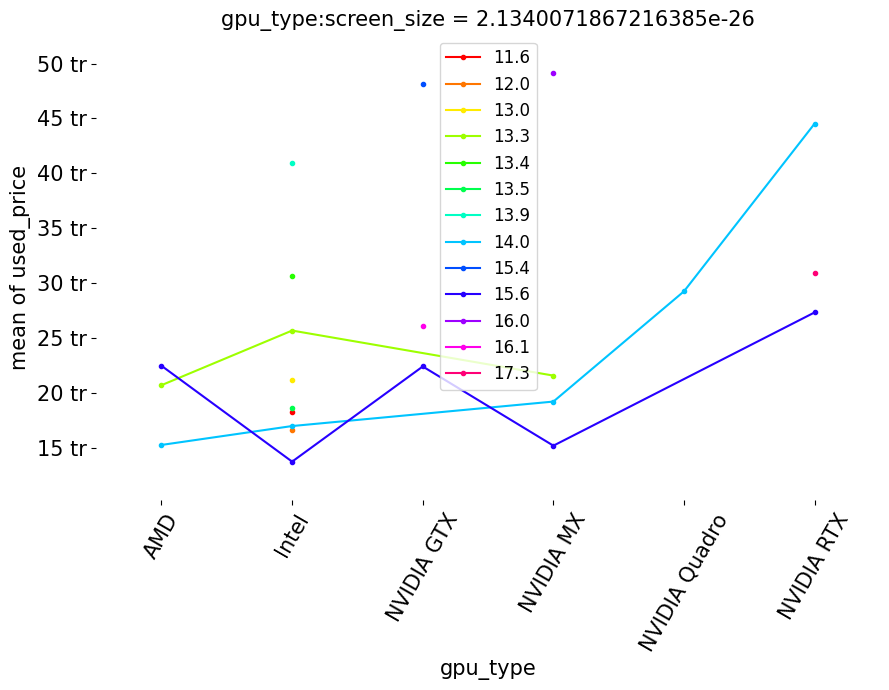 gpu_type:screen_size = 2.1340071867216385e-26
mean of used_price
50 tr
45 tr
40 tr
35 tr
30 tr
25 tr
20 tr
15 tr
11.6
12.0
13.0
13.3
13.4
13.5
13.9
14.0
15.4
15.6
16.0
16.1
17.3
AMD
Intel
NVIDIA GTX
NVIDIA MX
NVIDIA Quadro
NVIDIA RTX
gpu_type